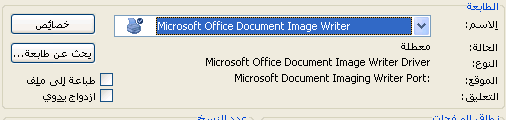 الطابعة
الاسم: Microsoft Office Document Image Writer خصائص
الحالة: معطلة
النوع: Microsoft Office Document Image Writer Driver بحث عن طابعة...
الموقع: Microsoft Document Imaging Writer Port: طباعة إلى ملف
التعليق: ازدواج يدوي
نطاق الصفحات عدد النسخ